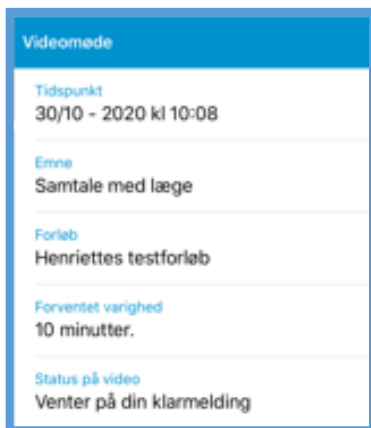 Videomøde
Tidspunkt
30/10 - 2020 kl 10:08
Emne
Samtale med læge
Forløb
Henriettes testforløb
Forventet varighed
10 minutter.
Status på video
Venter på din klarmelding